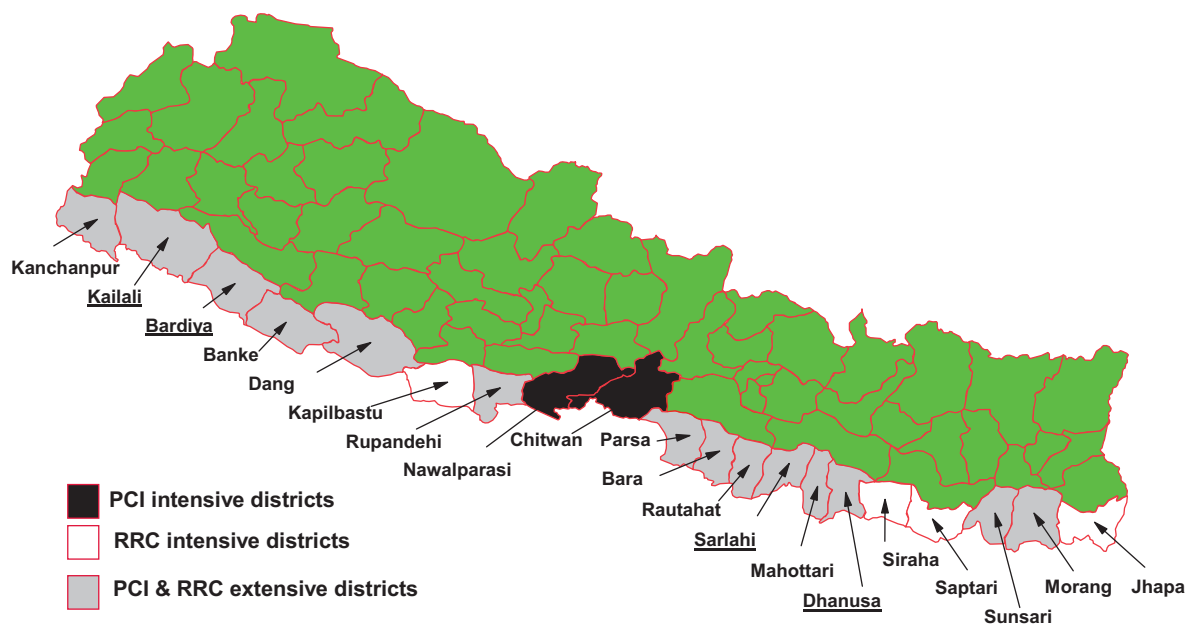 Kanchanpur
Kailali
Bardiya
Banke
Dang
Kapilbastu
Rupandehi
Nawalparasi
Chitwan
Parsa
Bara
Rautahat
Sarlahi
Mahottari
Dhanusa
Siraha
Saptari
Sunsari
Morang
Jhapa
PCI intensive districts
RRC intensive districts
PCI & RRC extensive districts